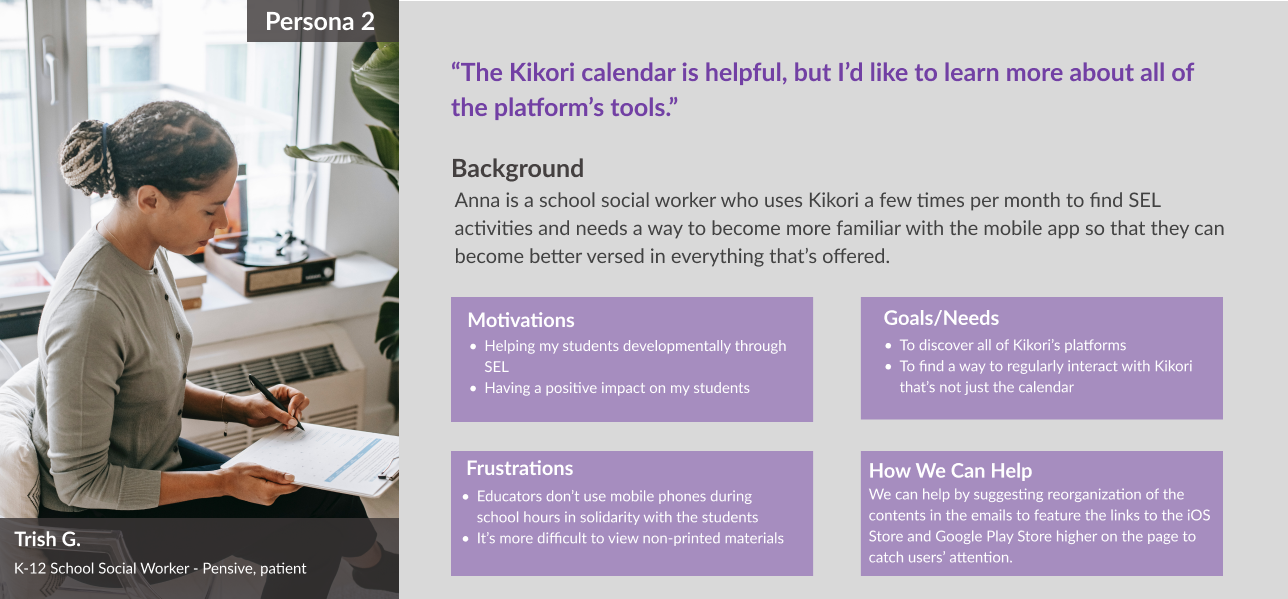 Persona 2
“The Kikori calendar is helpful, but I’d like to learn more about all of
the platform’s tools.”
Background
Anna is a school social worker who uses Kikori a few times per month to find SEL
activities and needs a way to become more familiar with the mobile app so that they can
become better versed in everything that’s offered.
Motivations
• Helping my students developmentally through
SEL
• Having a positive impact on my students
Goals/Needs
• To discover all of Kikori’s platforms
• To find a way to regularly interact with Kikori
that’s not just the calendar
Frustrations
• Educators don’t use mobile phones during
school hours in solidarity with the students
• It’s more difficult to view non-printed materials
How We Can Help
We can help by suggesting reorganization of the
contents in the emails to feature the links to the iOS
Store and Google Play Store higher on the page to
catch users’ attention.
Trish G.
K-12 School Social Worker - Pensive, patient